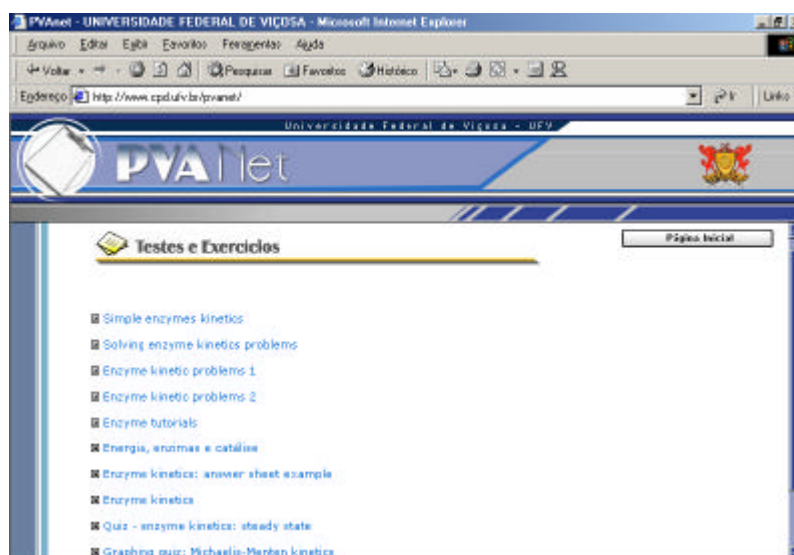 PVAnet - UNIVERSIDADE FEDERAL DE VIÇOSA - Microsoft Internet Explorer
Arquivo Editar Exibir Favoritos Ferramentas Ajuda
Voltar Pesquisar Favoritos Histórico
Endereço http://www.cpd.ufv.br/pvanet/ Ir Links
Universidade Federal de Viçosa - UFV
PVANet
Testes e Exercícios
Página Inicial
Simple enzymes kinetics
Solving enzyme kinetics problems
Enzyme kinetic problems 1
Enzyme kinetic problems 2
Enzyme tutorials
Energia, enzimas e catálise
Enzyme kinetics: answer sheet example
Enzyme kinetics
Quiz - enzyme kinetics: steady state
Graphing quiz: Michaelis-Menten kinetics